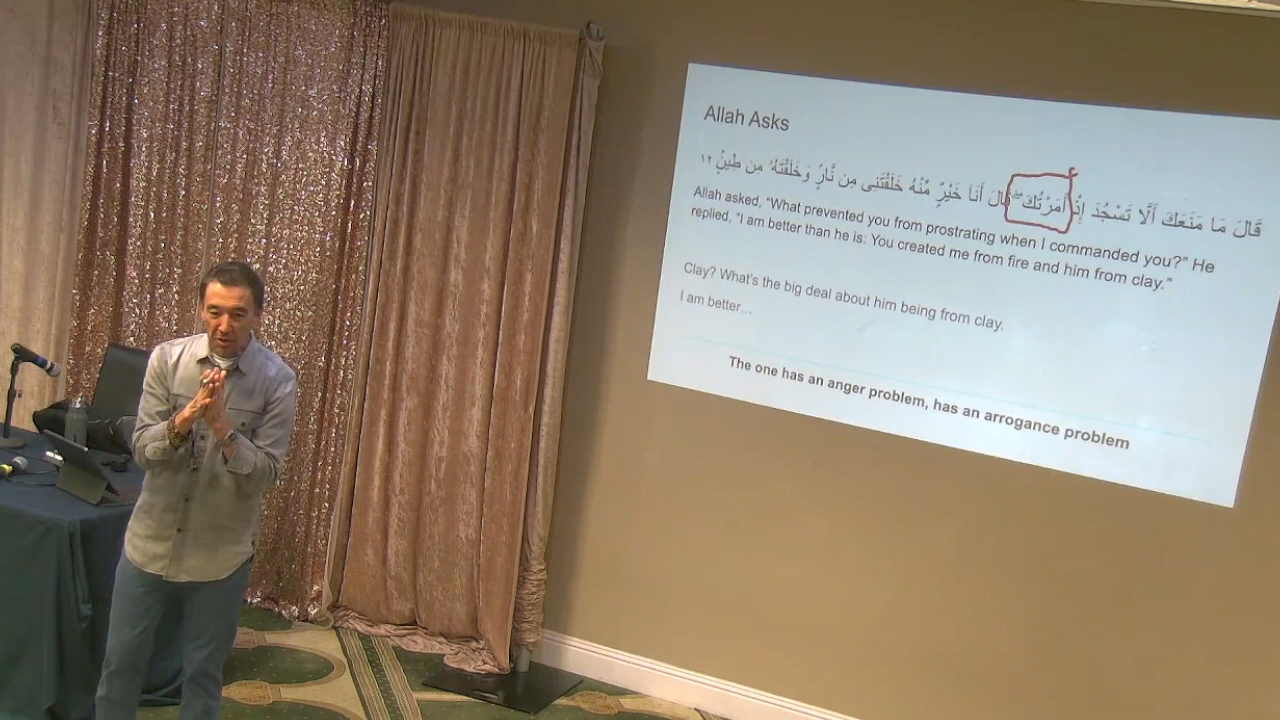 Allah Asks
قَالَ مَا مَنَعَكَ أَلَّا تَسْجُدَ إِذْ أَمَرْتُكَ ۖ قَالَ أَنَا۠ خَيْرٌ مِّنْهُ خَلَقْتَنِى مِن نَّارٍ وَخَلَقْتَهُۥ مِن طِينٍ ١٢
Allah asked, “What prevented you from prostrating when I commanded you?” He
replied, “I am better than he is: You created me from fire and him from clay.”
Clay? What’s the big deal about him being from clay.
I am better…
The one has an anger problem, has an arrogance problem